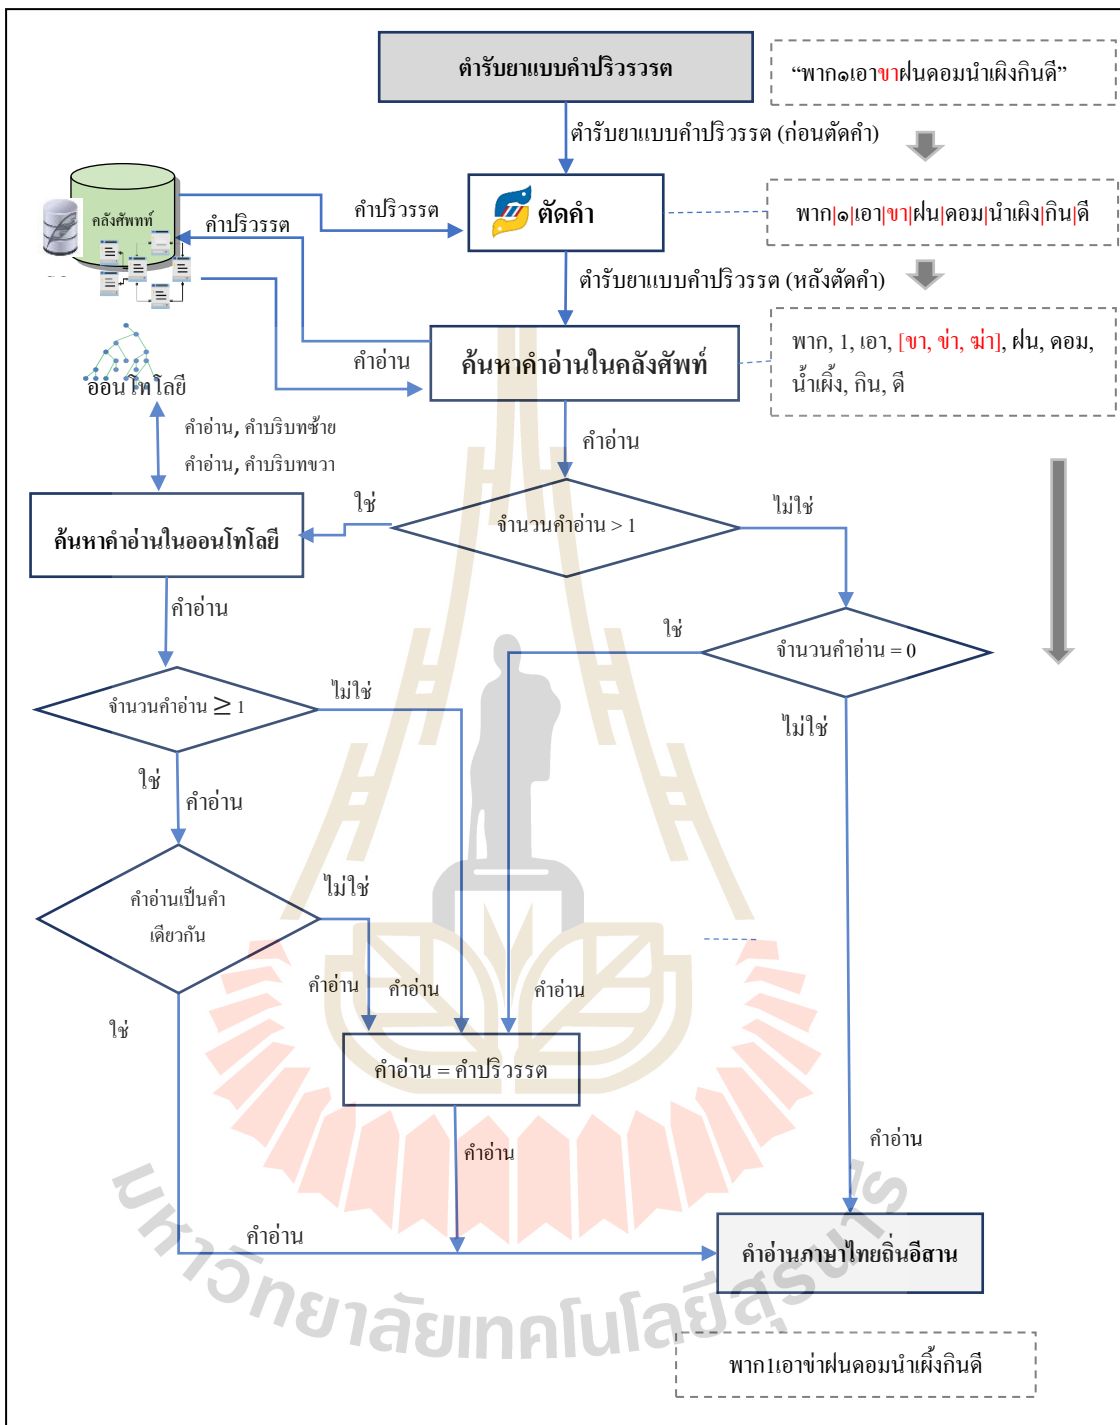 ตำรับยาแบบคำปริวรวรต
“พาก๑เอาขาฝนดอมนำเผิงกินดี”
ตำรับยาแบบคำปริวรรต (ก่อนตัดคำ)
คลังศัพทท์
คำปริวรรต
ตัดคำ
พาก|๑|เอา|ขา|ฝน|ดอม|นำเผิง|กิน|ดี
คำปริวรรต
ตำรับยาแบบคำปริวรรต (หลังตัดคำ)
พาก, 1, เอา, [ขา, ข่า, ฆ่า], ฝน, ดอม,
น้ำเผิ้ง, กิน, ดี
คำอ่าน
ค้นหาคำอ่านในคลังศัพท์
ออนโทโลยี
คำอ่าน, คำบริบทซ้าย
คำอ่าน, คำบริบทขวา
คำอ่าน
ใช่
จำนวนคำอ่าน > 1
ไม่ใช่
ค้นหาคำอ่านในออนโทโลยี
คำอ่าน
ใช่
จำนวนคำอ่าน = 0
จำนวนคำอ่าน ≥ 1
ไม่ใช่
ไม่ใช่
ใช่
คำอ่าน
คำอ่านเป็นคำ
เดียวกัน
ไม่ใช่
คำอ่าน
คำอ่าน
คำอ่าน
ใช่
คำอ่าน = คำปริวรรต
คำอ่าน
คำอ่าน
คำอ่าน
คำอ่านภาษาไทยถิ่นอีสาน
มหาวิทยาลัยเทคโนโลยีสุรนารี
พาก1เอาข่าฝนดอมนำเผิ้งกินดี